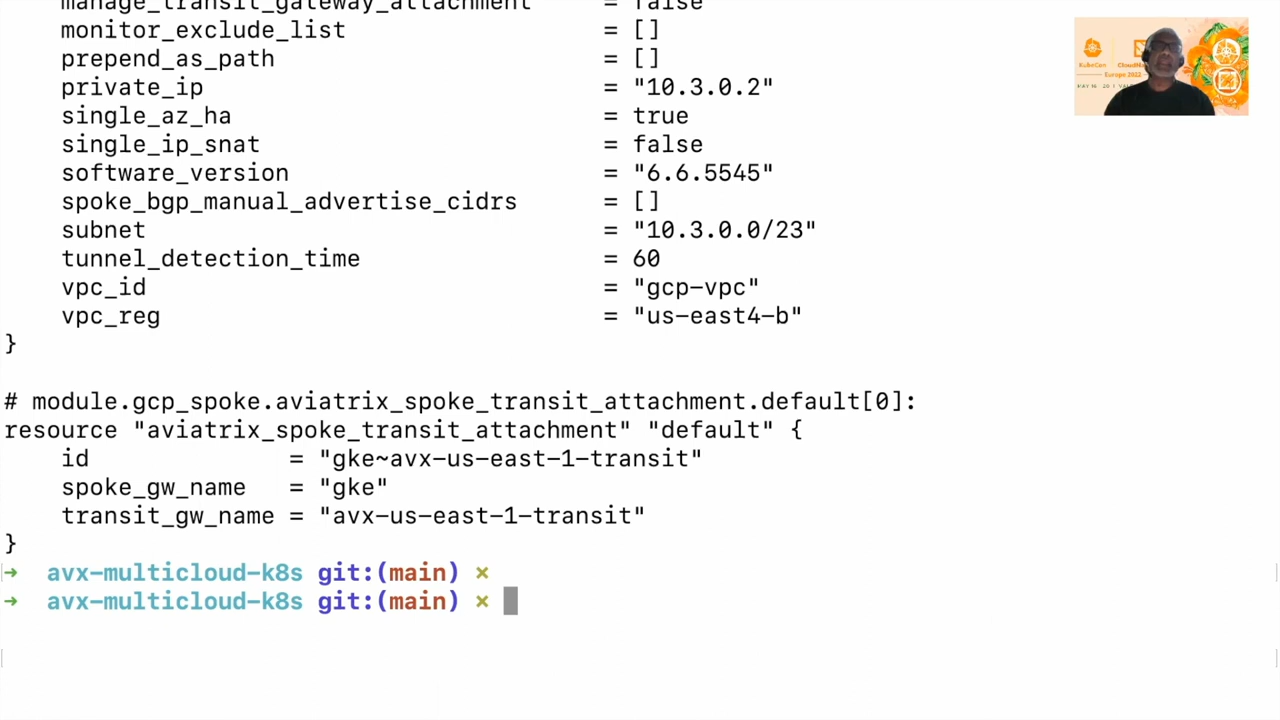 manage_transit_gateway_attachment = false
monitor_exclude_list = []
prepend_as_path = []
private_ip = "10.3.0.2"
single_az_ha = true
single_ip_snat = false
software_version = "6.6.5545"
spoke_bgp_manual_advertise_cidrs = []
subnet = "10.3.0.0/23"
tunnel_detection_time = 60
vpc_id = "gcp-vpc"
vpc_reg = "us-east4-b"
}
# module.gcp_spoke.aviatrix_spoke_transit_attachment.default[0]:
resource "aviatrix_spoke_transit_attachment" "default" {
id = "gke~avx-us-east-1-transit"
spoke_gw_name = "gke"
transit_gw_name = "avx-us-east-1-transit"
}
→ avx-multicloud-k8s git:(main) ×
→ avx-multicloud-k8s git:(main) ×
KubeCon
Europe 2022